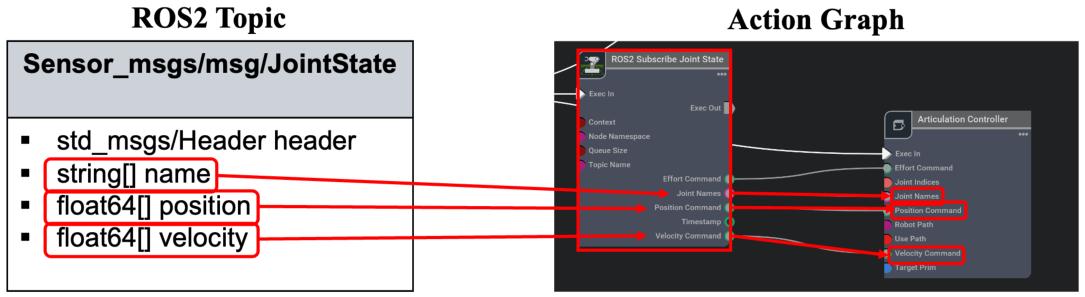 ROS2 Topic
Action Graph
Sensor_msgs/msg/JointState
▪ std_msgs/Header header
▪ string[] name
▪ float64[] position
▪ float64[] velocity
ROS2 Subscribe Joint State
Exec In
Exec Out
Context
Node Namespace
Queue Size
Topic Name
Effort Command
Joint Names
Position Command
Timestamp
Velocity Command
Articulation Controller
Exec In
Effort Command
Joint Indices
Joint Names
Position Command
Robot Path
Use Path
Velocity Command
Target Prim